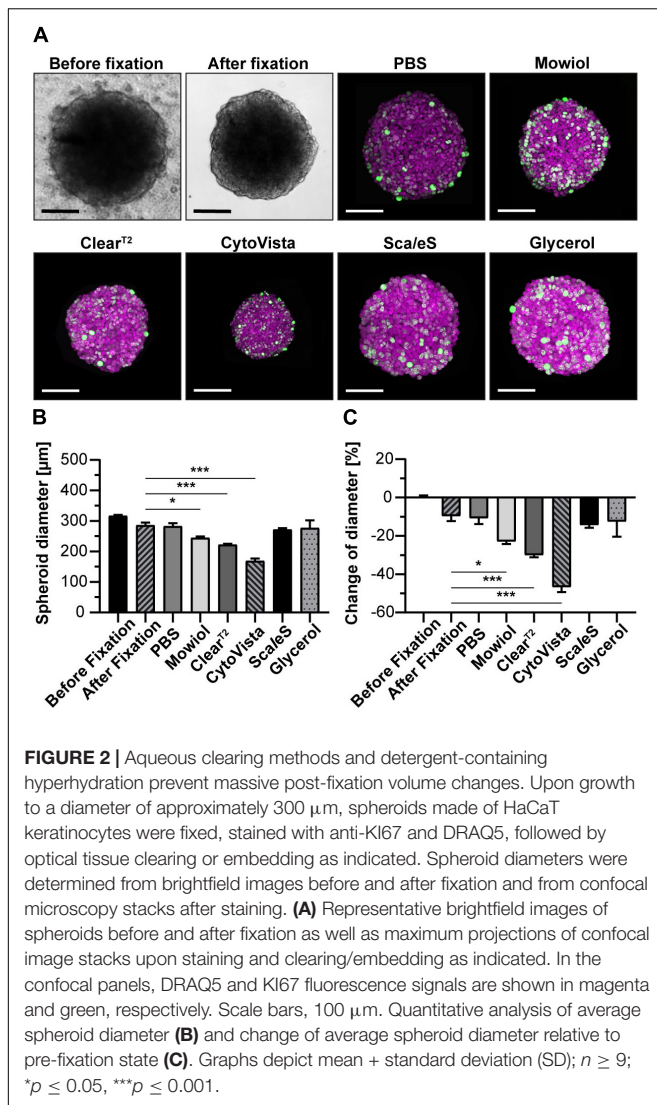 A
Before fixation After fixation PBS Mowiol
Clear^T2 CytoVista Sca/eS Glycerol
B
Spheroid diameter [µm]
500
400
300
200
100
0
***
***
*
Before Fixation
After Fixation
PBS
Mowiol
Clear^T2
CytoVista
Sca/eS
Glycerol
C
Change of diameter [%]
20
0
-20
-40
-60
*
***
***
Before Fixation
After Fixation
PBS
Mowiol
Clear^T2
CytoVista
Sca/eS
Glycerol
FIGURE 2 | Aqueous clearing methods and detergent-containing
hyperhydration prevent massive post-fixation volume changes. Upon growth
to a diameter of approximately 300 µm, spheroids made of HaCaT
keratinocytes were fixed, stained with anti-KI67 and DRAQ5, followed by
optical tissue clearing or embedding as indicated. Spheroid diameters were
determined from brightfield images before and after fixation and from confocal
microscopy stacks after staining. (A) Representative brightfield images of
spheroids before and after fixation as well as maximum projections of confocal
image stacks upon staining and clearing/embedding as indicated. In the
confocal panels, DRAQ5 and KI67 fluorescence signals are shown in magenta
and green, respectively. Scale bars, 100 µm. Quantitative analysis of average
spheroid diameter (B) and change of average spheroid diameter relative to
pre-fixation state (C). Graphs depict mean + standard deviation (SD); n ≥ 9;
*p ≤ 0.05, ***p ≤ 0.001.